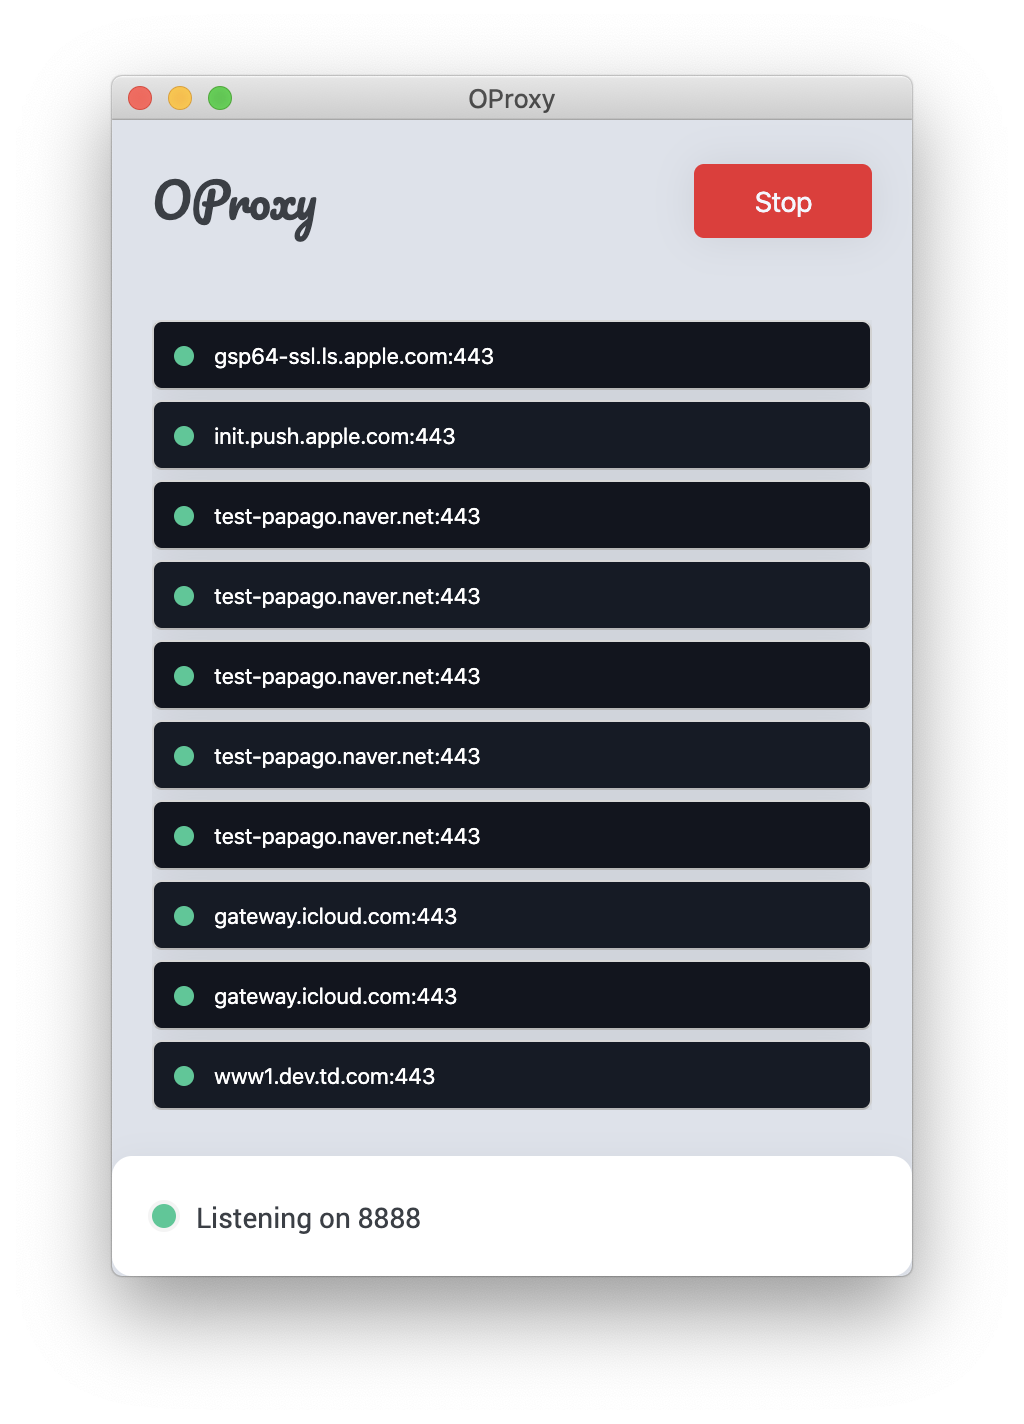 OProxy
OProxy
Stop
gsp64-ssl.ls.apple.com:443
init.push.apple.com:443
test-papago.naver.net:443
test-papago.naver.net:443
test-papago.naver.net:443
test-papago.naver.net:443
test-papago.naver.net:443
gateway.icloud.com:443
gateway.icloud.com:443
www1.dev.td.com:443
Listening on 8888